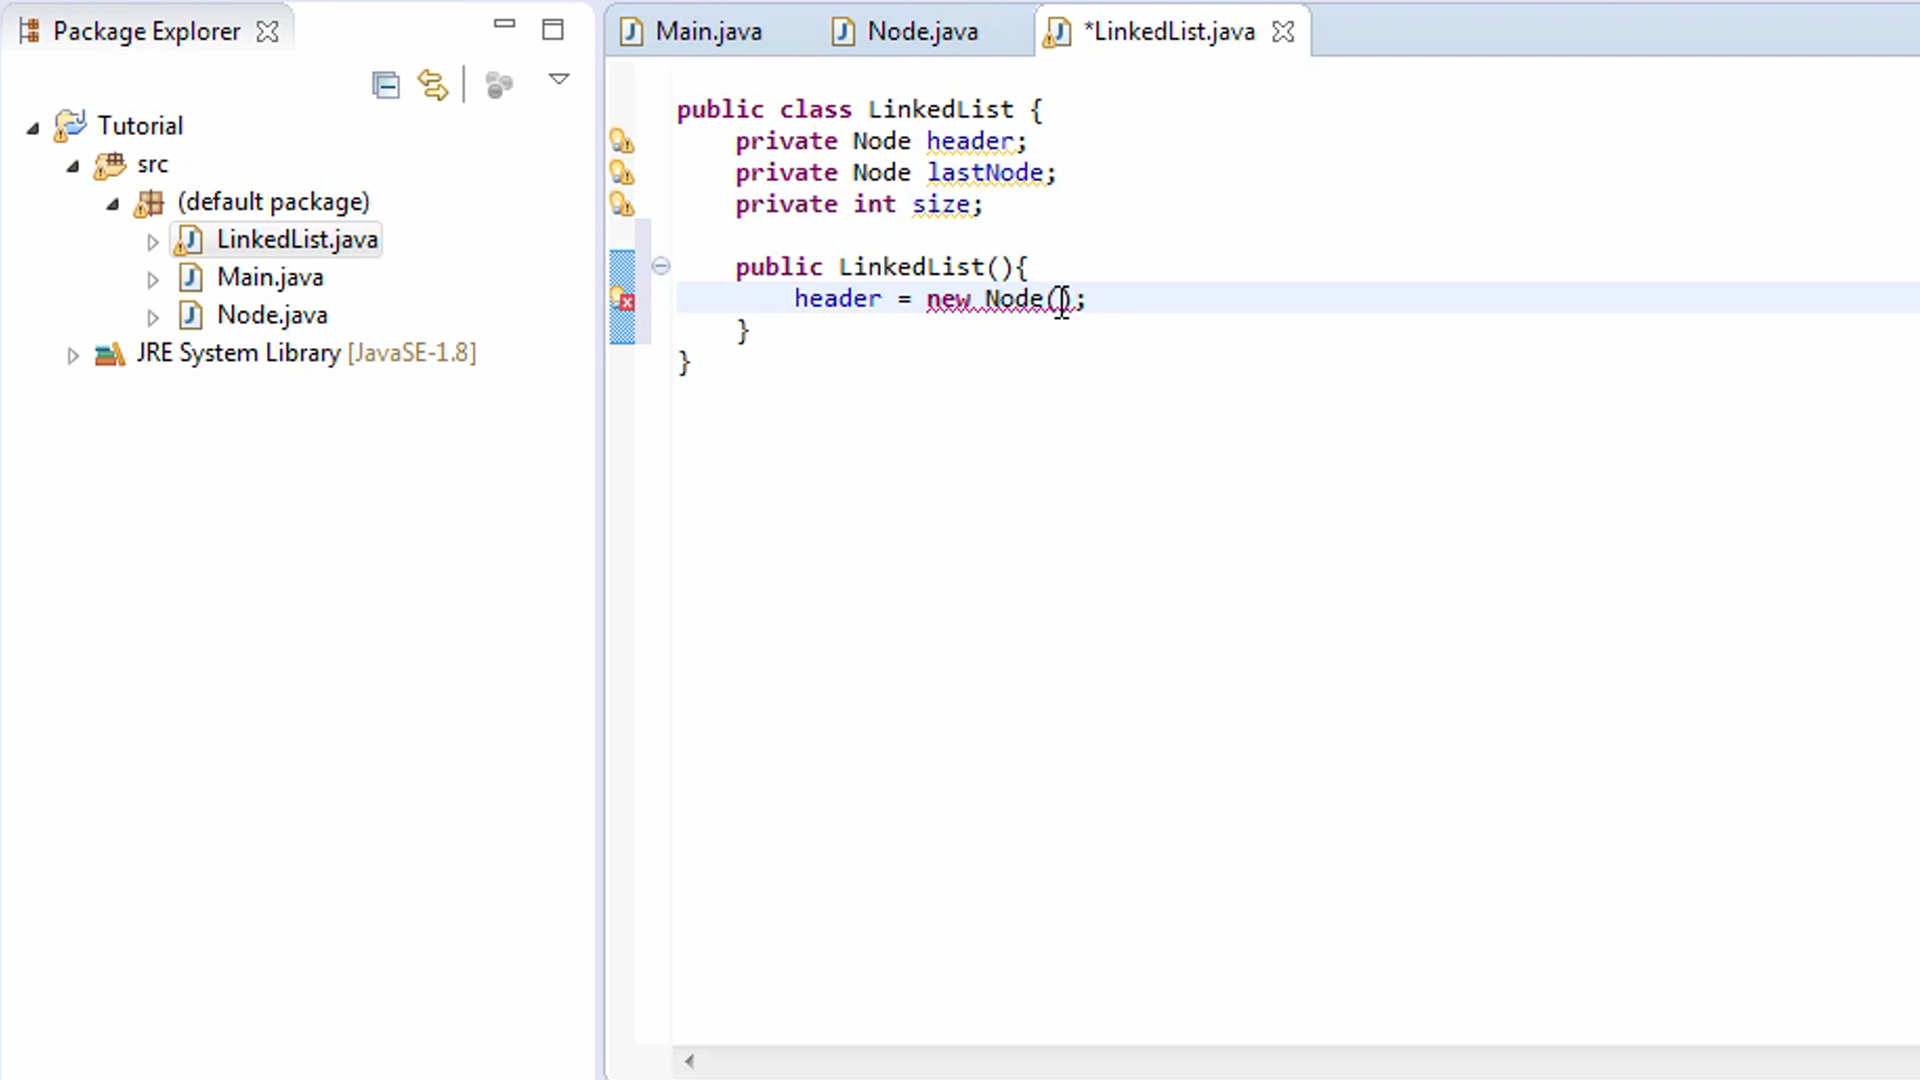 Package Explorer
Tutorial
src
(default package)
LinkedList.java
Main.java
Node.java
JRE System Library [JavaSE-1.8]
Main.java
Node.java
*LinkedList.java
public class LinkedList {
private Node header;
private Node lastNode;
private int size;
public LinkedList(){
header = new Node();
}
}